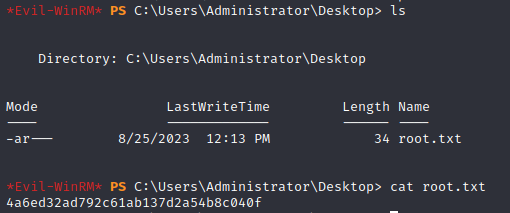 *Evil-WinRM* PS C:\Users\Administrator\Desktop> ls
Directory: C:\Users\Administrator\Desktop
Mode                LastWriteTime         Length Name
----                -------------         ------ ----
-ar---        8/25/2023  12:13 PM             34 root.txt
*Evil-WinRM* PS C:\Users\Administrator\Desktop> cat root.txt
4a6ed32ad792c61ab137d2a54b8c040f